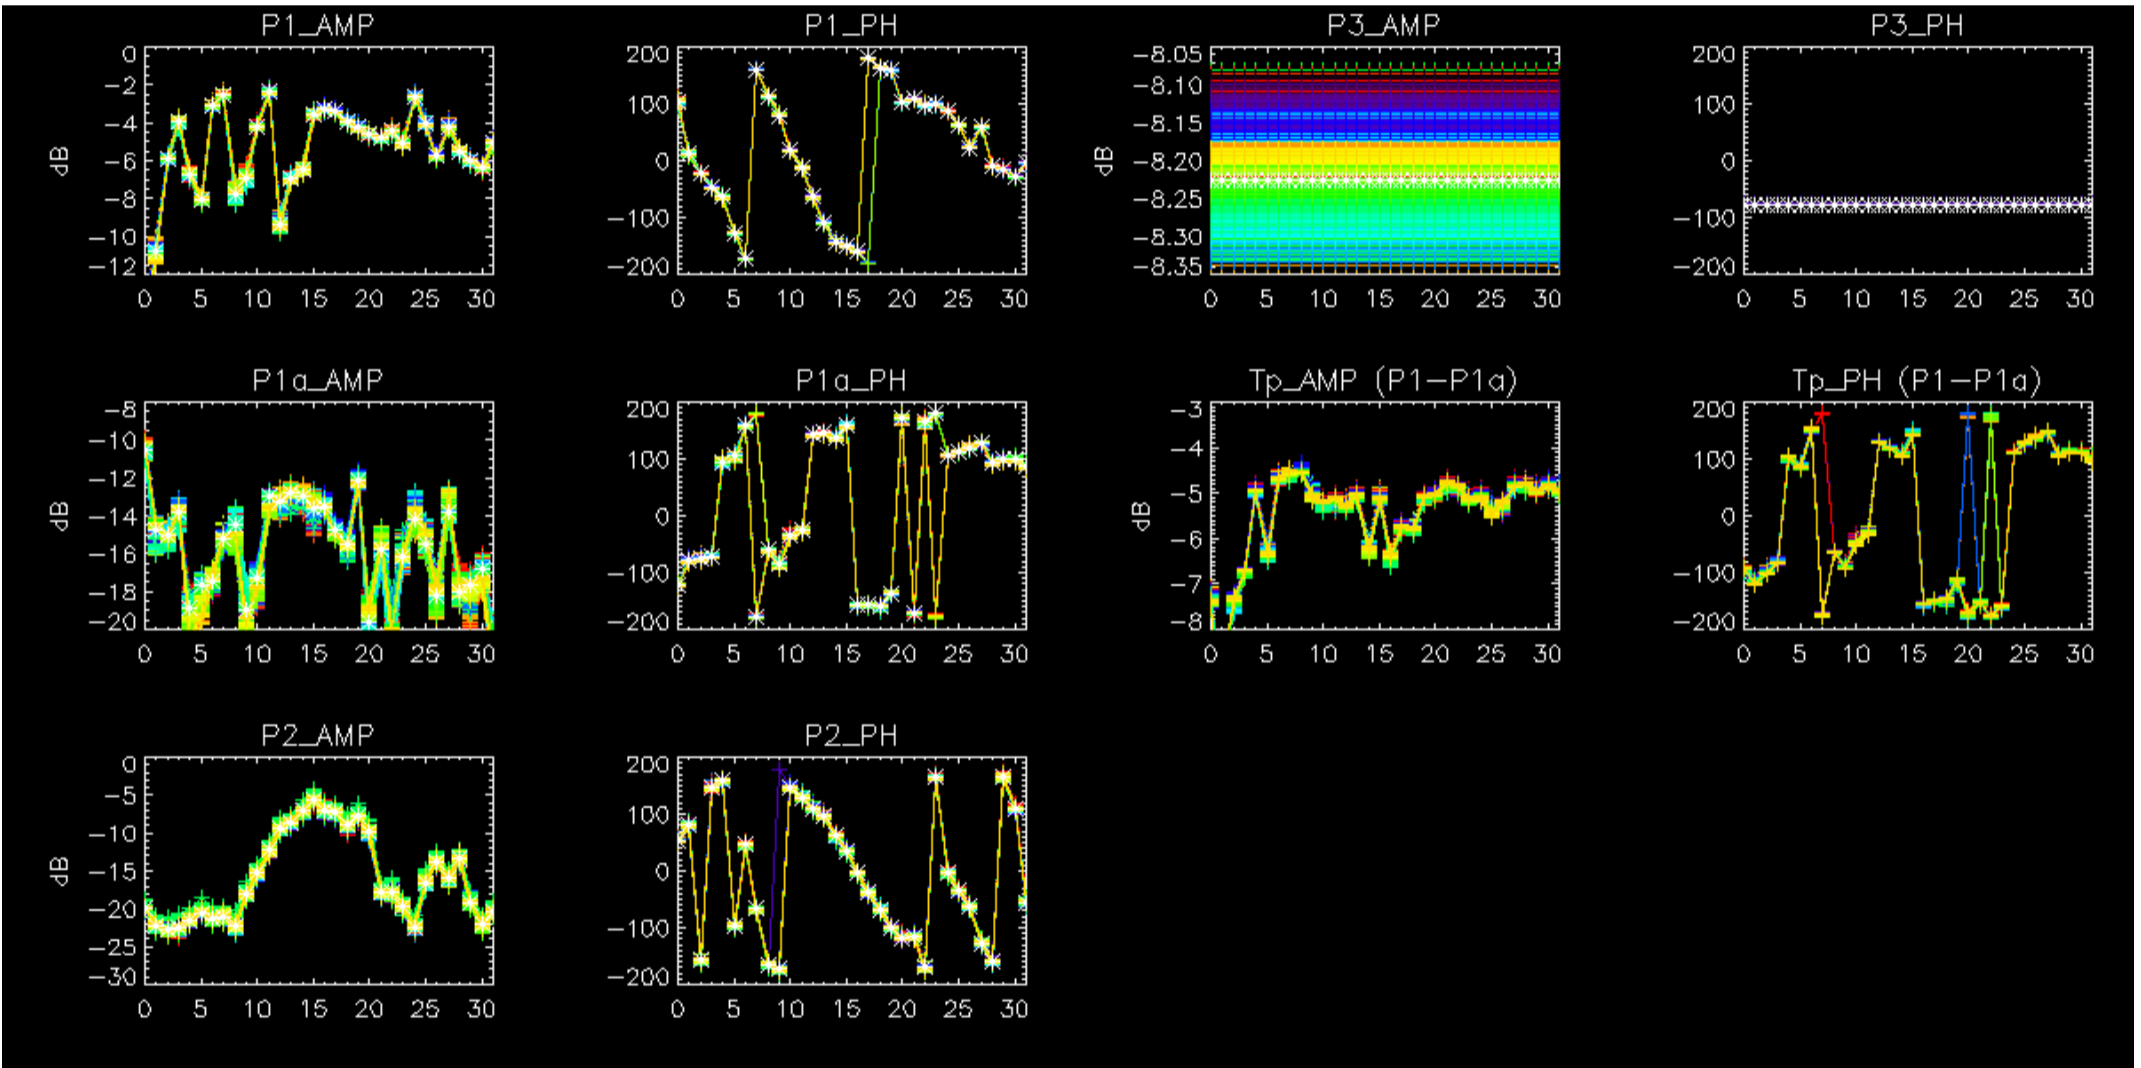 P1_AMP
dB
0
-2
-4
-6
-8
-10
-12
0 5 10 15 20 25 30
P1_PH
200
100
0
-100
-200
0 5 10 15 20 25 30
P3_AMP
dB
-8.05
-8.10
-8.15
-8.20
-8.25
-8.30
-8.35
0 5 10 15 20 25 30
P3_PH
200
100
0
-100
-200
0 5 10 15 20 25 30
P1a_AMP
dB
-8
-10
-12
-14
-16
-18
-20
0 5 10 15 20 25 30
P1a_PH
200
100
0
-100
-200
0 5 10 15 20 25 30
Tp_AMP (P1-P1a)
dB
-3
-4
-5
-6
-7
-8
0 5 10 15 20 25 30
Tp_PH (P1-P1a)
200
100
0
-100
-200
0 5 10 15 20 25 30
P2_AMP
dB
0
-5
-10
-15
-20
-25
-30
0 5 10 15 20 25 30
P2_PH
200
100
0
-100
-200
0 5 10 15 20 25 30